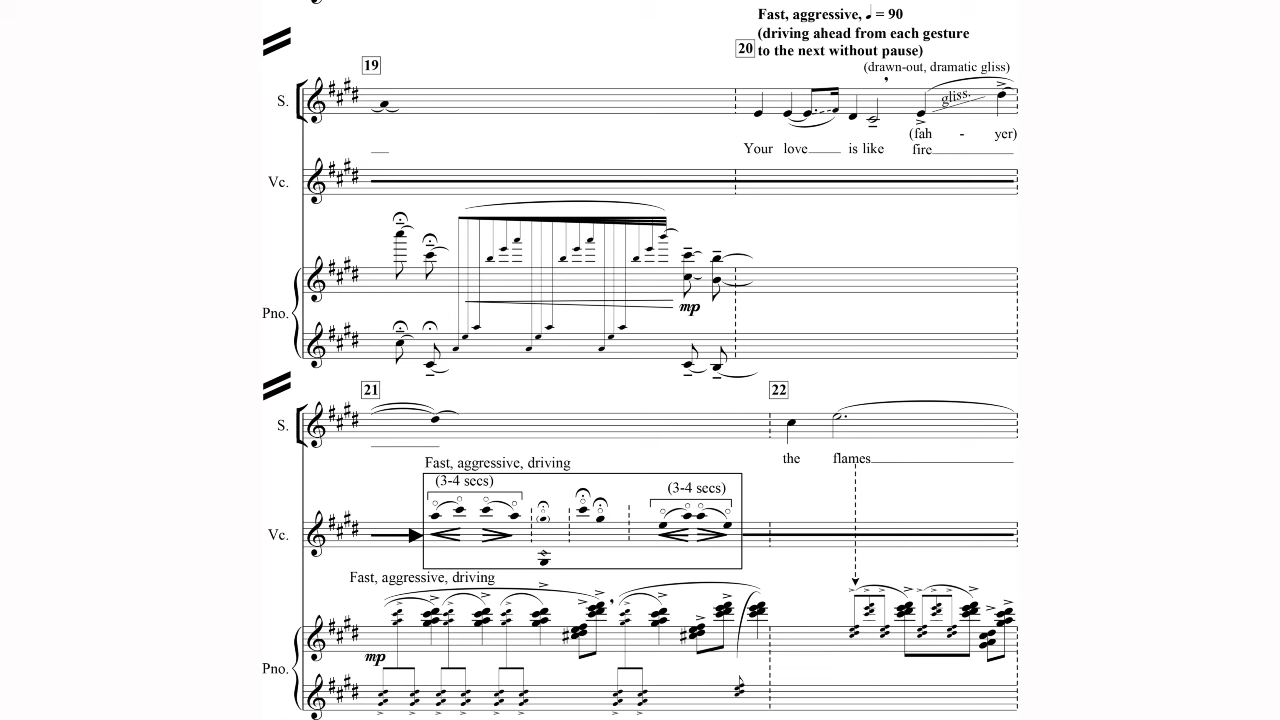 Fast, aggressive, ♩ = 90
(driving ahead from each gesture
20 to the next without pause)
19
(drawn-out, dramatic gliss)
S.
gliss.
(fah - yer)
Your love is like fire
Vc.
mp
Pno.
21
22
S.
the flames
Fast, aggressive, driving
(3-4 secs)
(3-4 secs)
Vc.
Fast, aggressive, driving
mp
Pno.